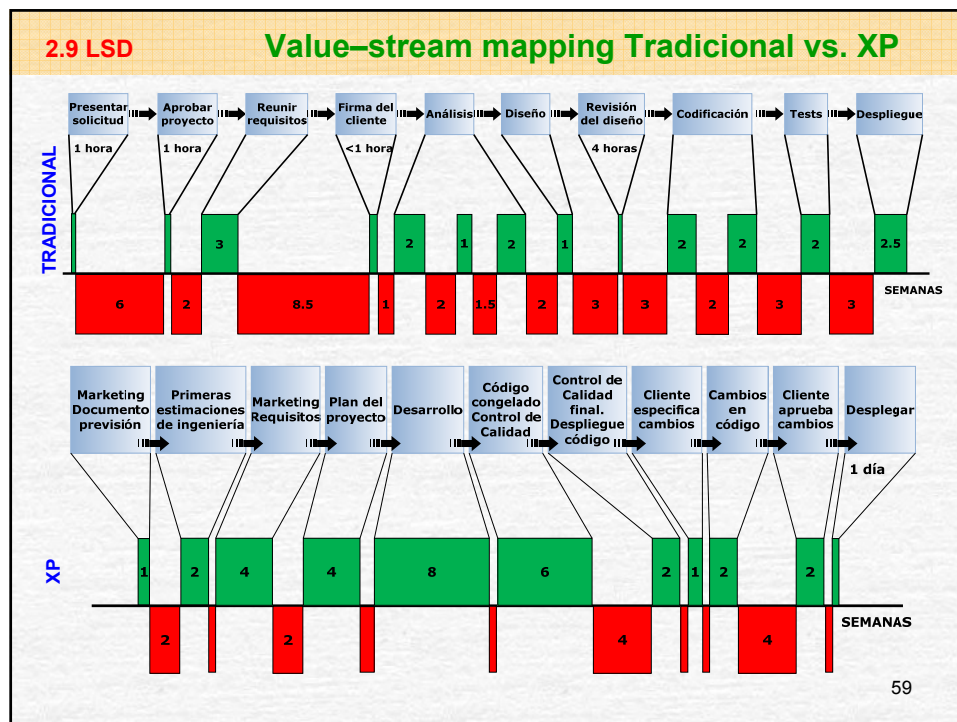 2.9 LSD
Value–stream mapping Tradicional vs. XP
TRADICIONAL
Presentar
solicitud
Aprobar
proyecto
Reunir
requisitos
Firma del
cliente
Análisis
Diseño
Revisión
del diseño
Codificación
Tests
Despliegue
1 hora
1 hora
<1 hora
4 horas
3
2
1
2
1
2
2
2
2.5
SEMANAS
6
2
8.5
1
2
1.5
2
3
3
2
3
3
XP
Marketing
Documento
previsión
Primeras
estimaciones
de ingeniería
Marketing
Requisitos
Plan del
proyecto
Desarrollo
Código
congelado
Control de
Calidad
Control de
Calidad
final.
Despliegue
código
Cliente
especifica
cambios
Cambios
en
código
Cliente
aprueba
cambios
Desplegar
1 día
1
2
4
4
8
6
2
1
2
2
SEMANAS
2
2
4
4
59